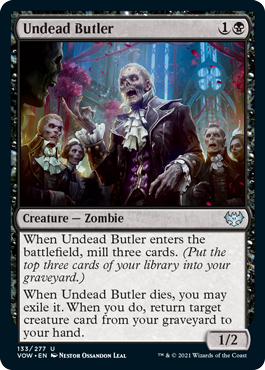 Undead Butler 1
Creature — Zombie
When Undead Butler enters the
battlefield, mill three cards. (Put the
top three cards of your library into your
graveyard.)
When Undead Butler dies, you may
exile it. When you do, return target
creature card from your graveyard to
your hand.
1/2
133/277 U
VOW • EN NESTOR OSSANDON LEAL
™ & © 2021 Wizards of the Coast